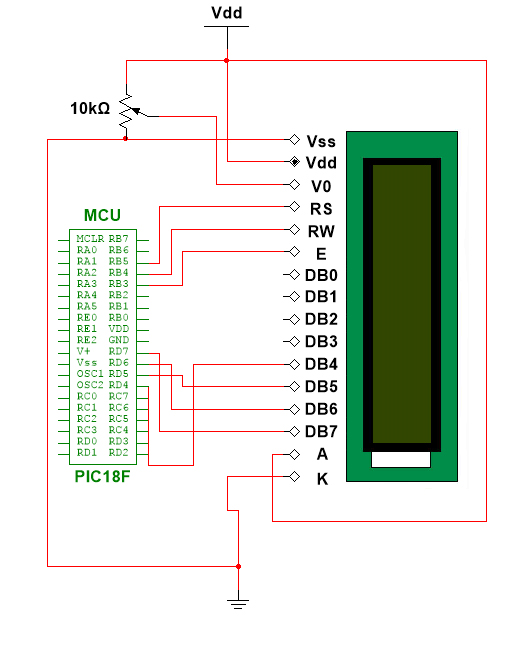 Vdd
10kΩ
Vss
Vdd
V0
RS
RW
E
DB0
DB1
DB2
DB3
DB4
DB5
DB6
DB7
A
K
MCU
MCLR RB7
RA0 RB6
RA1 RB5
RA2 RB4
RA3 RB3
RA4 RB2
RA5 RB1
RE0 RB0
RE1 VDD
RE2 GND
V+ RD7
Vss RD6
OSC1 RD5
OSC2 RD4
RC0 RC7
RC1 RC6
RC2 RC5
RC3 RC4
RD0 RD3
RD1 RD2
PIC18F